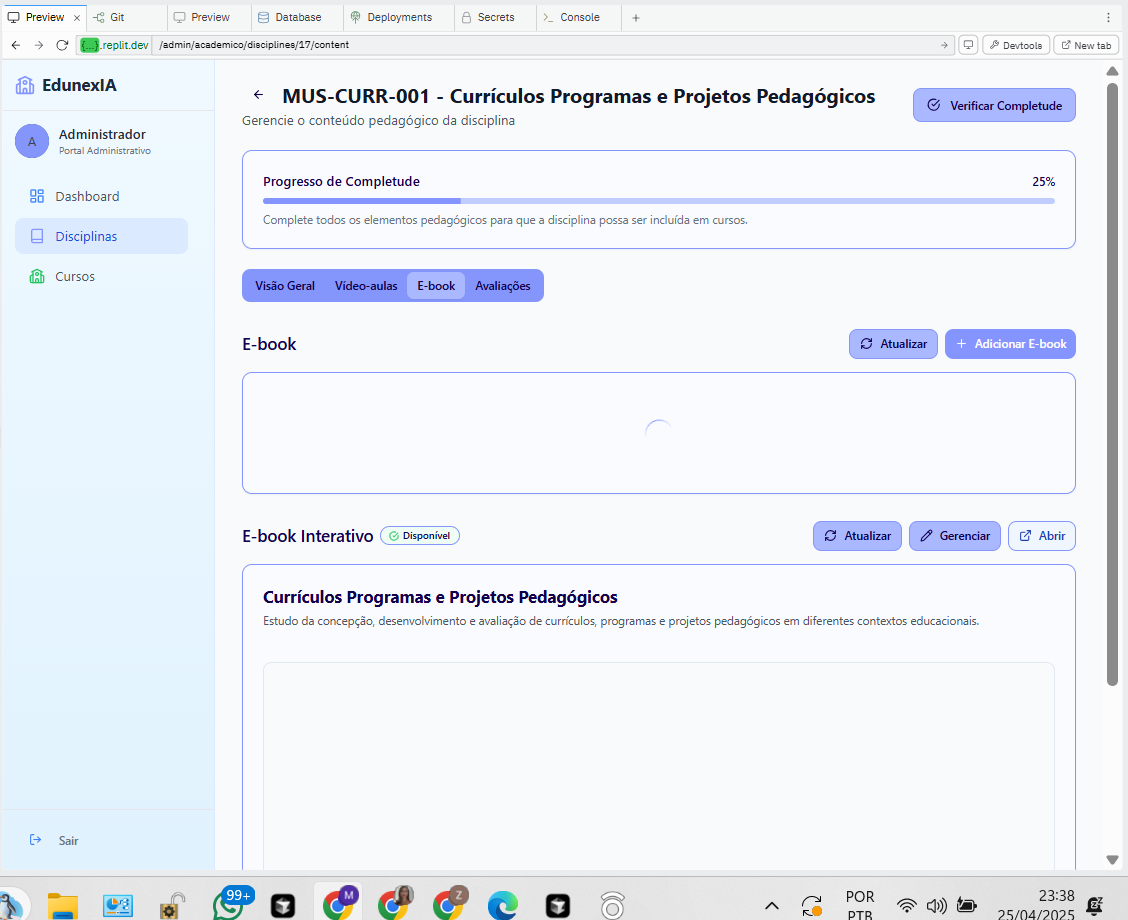 Preview
Git
Preview
Database
Deployments
Secrets
Console
{...}.replit.dev
/admin/academico/disciplines/17/content
Devtools
New tab
EdunexIA
A
Administrador
Portal Administrativo
Dashboard
Disciplinas
Cursos
Sair
MUS-CURR-001 - Currículos Programas e Projetos Pedagógicos
Gerencie o conteúdo pedagógico da disciplina
Verificar Completude
Progresso de Completude
25%
Complete todos os elementos pedagógicos para que a disciplina possa ser incluída em cursos.
Visão Geral
Vídeo-aulas
E-book
Avaliações
E-book
Atualizar
Adicionar E-book
E-book Interativo
Disponível
Atualizar
Gerenciar
Abrir
Currículos Programas e Projetos Pedagógicos
Estudo da concepção, desenvolvimento e avaliação de currículos, programas e projetos pedagógicos em diferentes contextos educacionais.
99+
M
Z
POR
PTB
23:38
25/04/2025